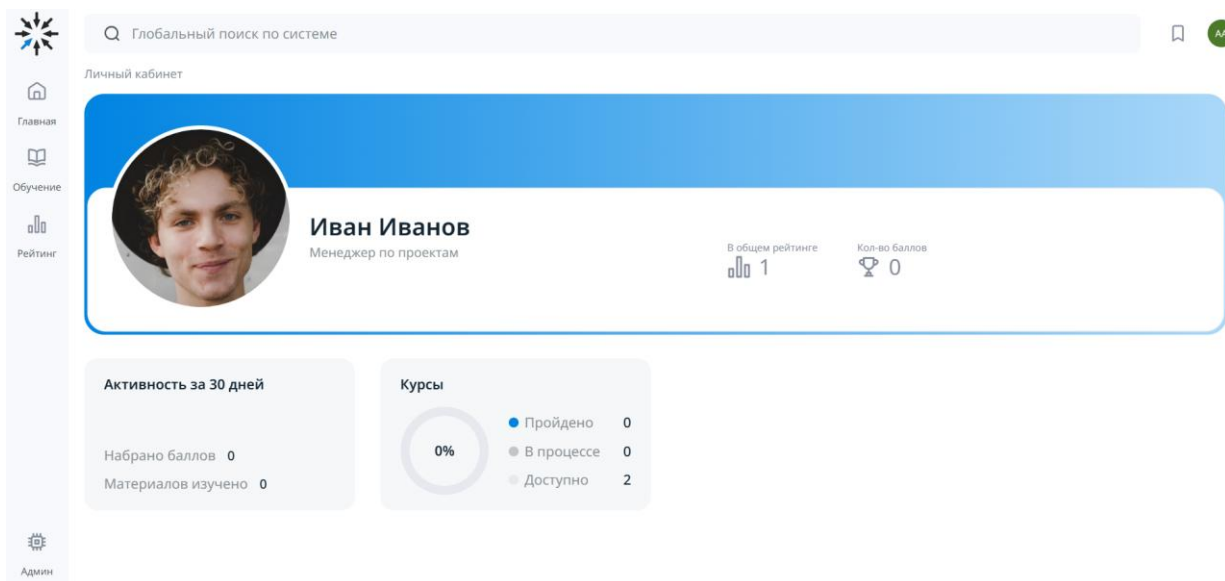 Глобальный поиск по системе
АА
Личный кабинет
Главная
Обучение
Рейтинг
Иван Иванов
Менеджер по проектам
В общем рейтинге
1
Кол-во баллов
0
Активность за 30 дней
Набрано баллов 0
Материалов изучено 0
Курсы
0%
Пройдено 0
В процессе 0
Доступно 2
Админ